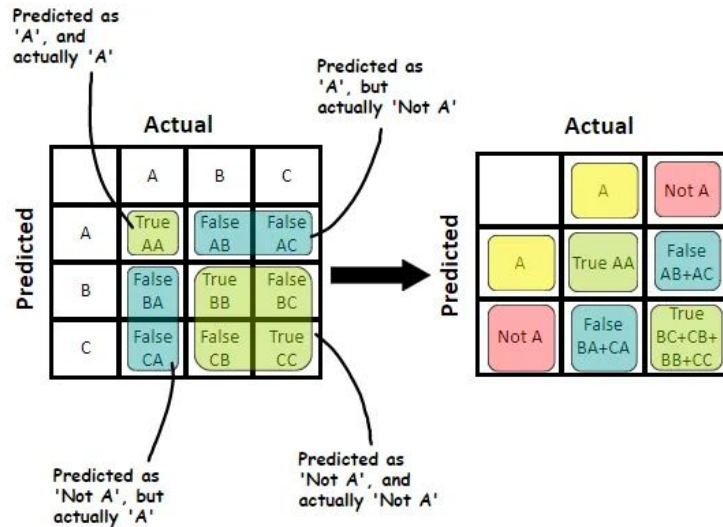 Predicted as
'A', and
actually 'A'
Predicted as
'A', but
actually 'Not A'
Actual
A
B
C
Predicted
A
True
AA
False
AB
False
AC
B
False
BA
True
BB
False
BC
C
False
CA
False
CB
True
CC
Predicted as
'Not A', but
actually 'A'
Predicted as
'Not A', and
actually 'Not A'
Actual
A
Not A
Predicted
A
True AA
False
AB+AC
Not A
False
BA+CA
True
BC+CB+
BB+CC